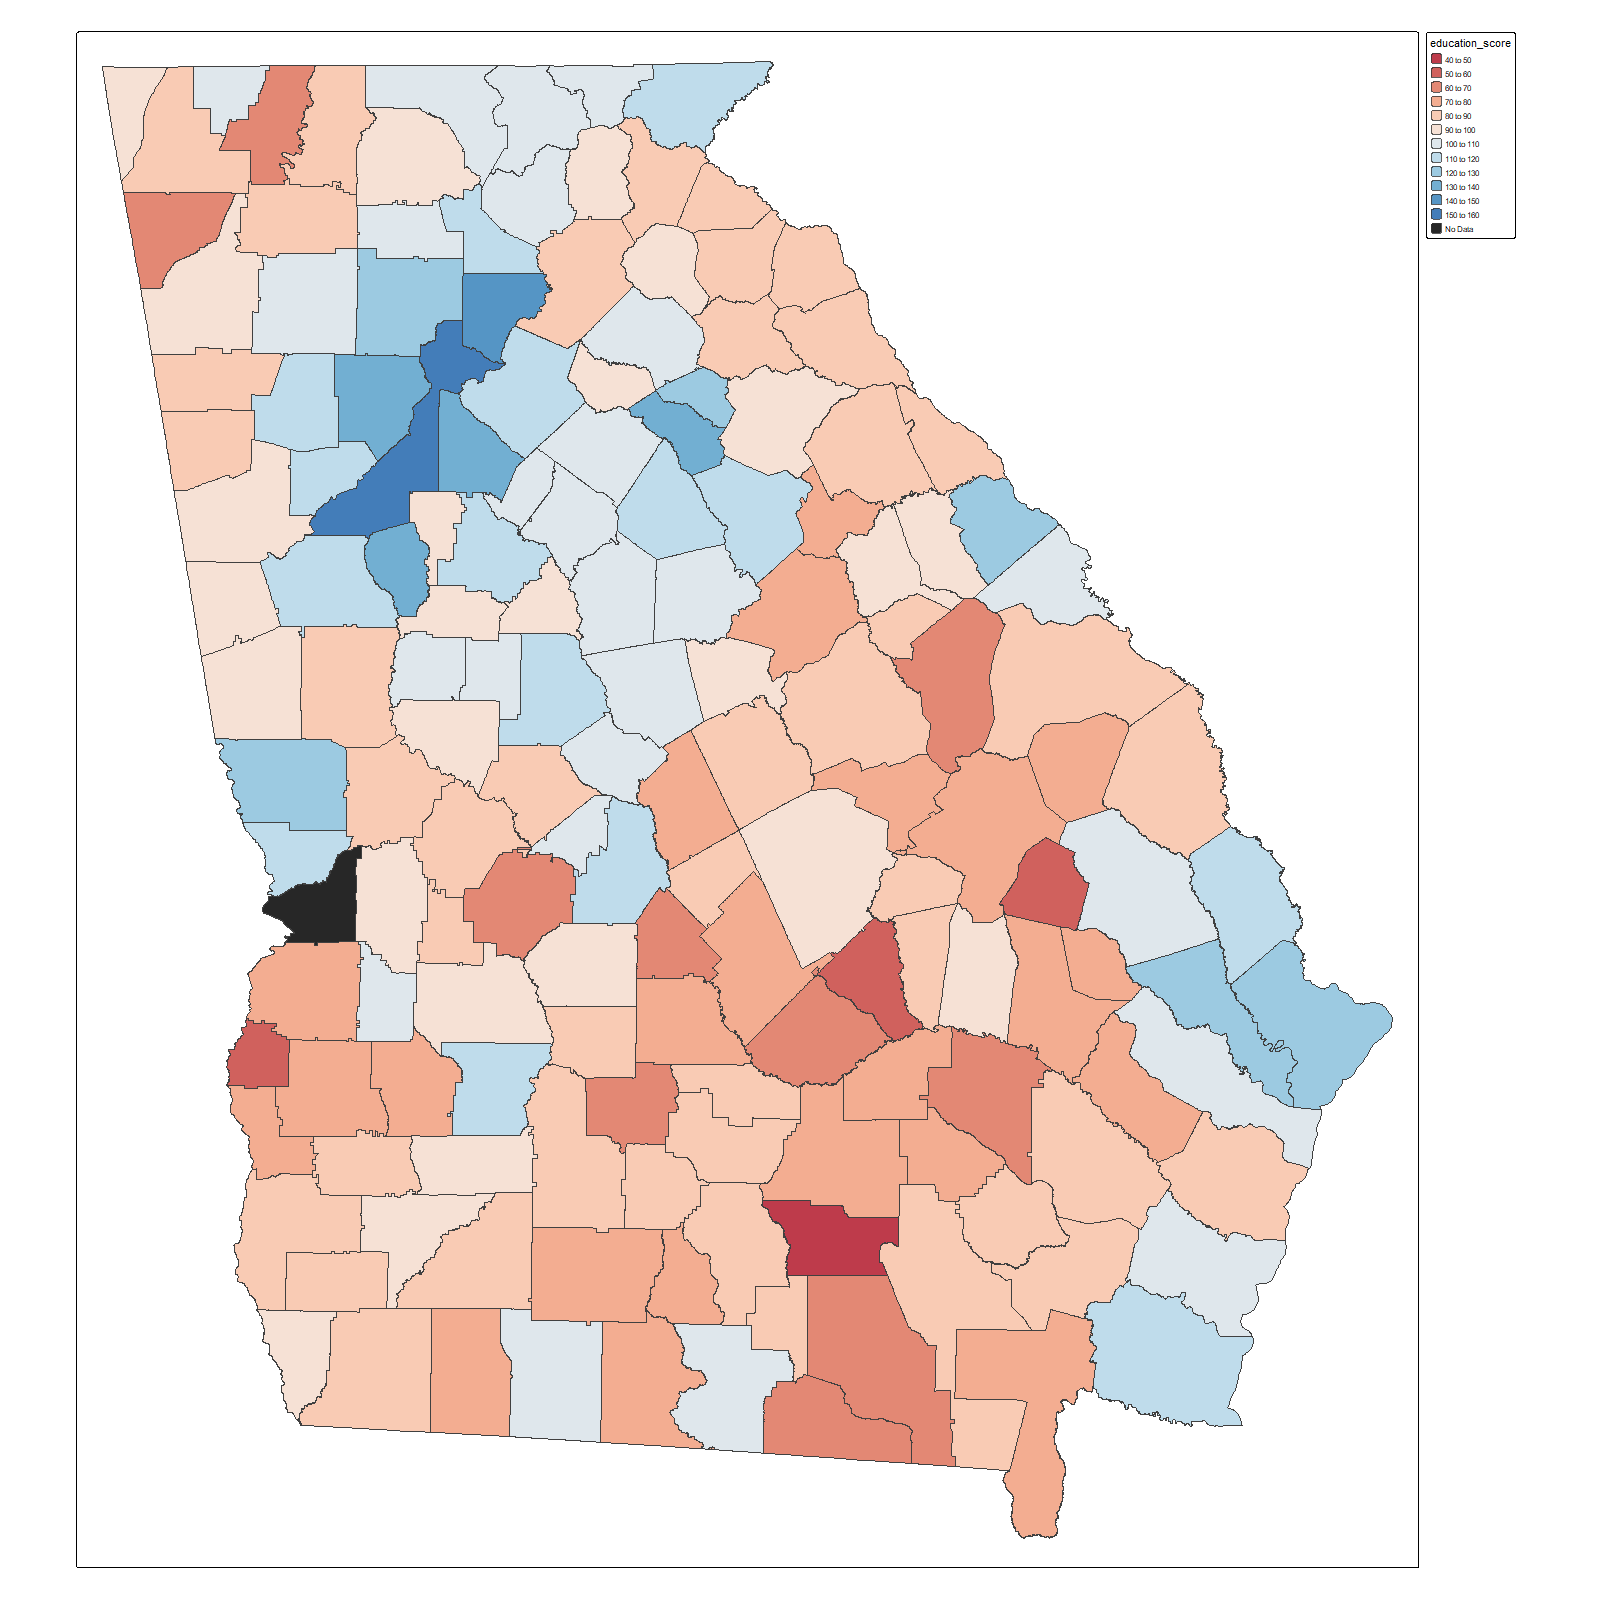 education_score
40 to 50
50 to 60
60 to 70
70 to 80
80 to 90
90 to 100
100 to 110
110 to 120
120 to 130
130 to 140
140 to 150
150 to 160
No Data